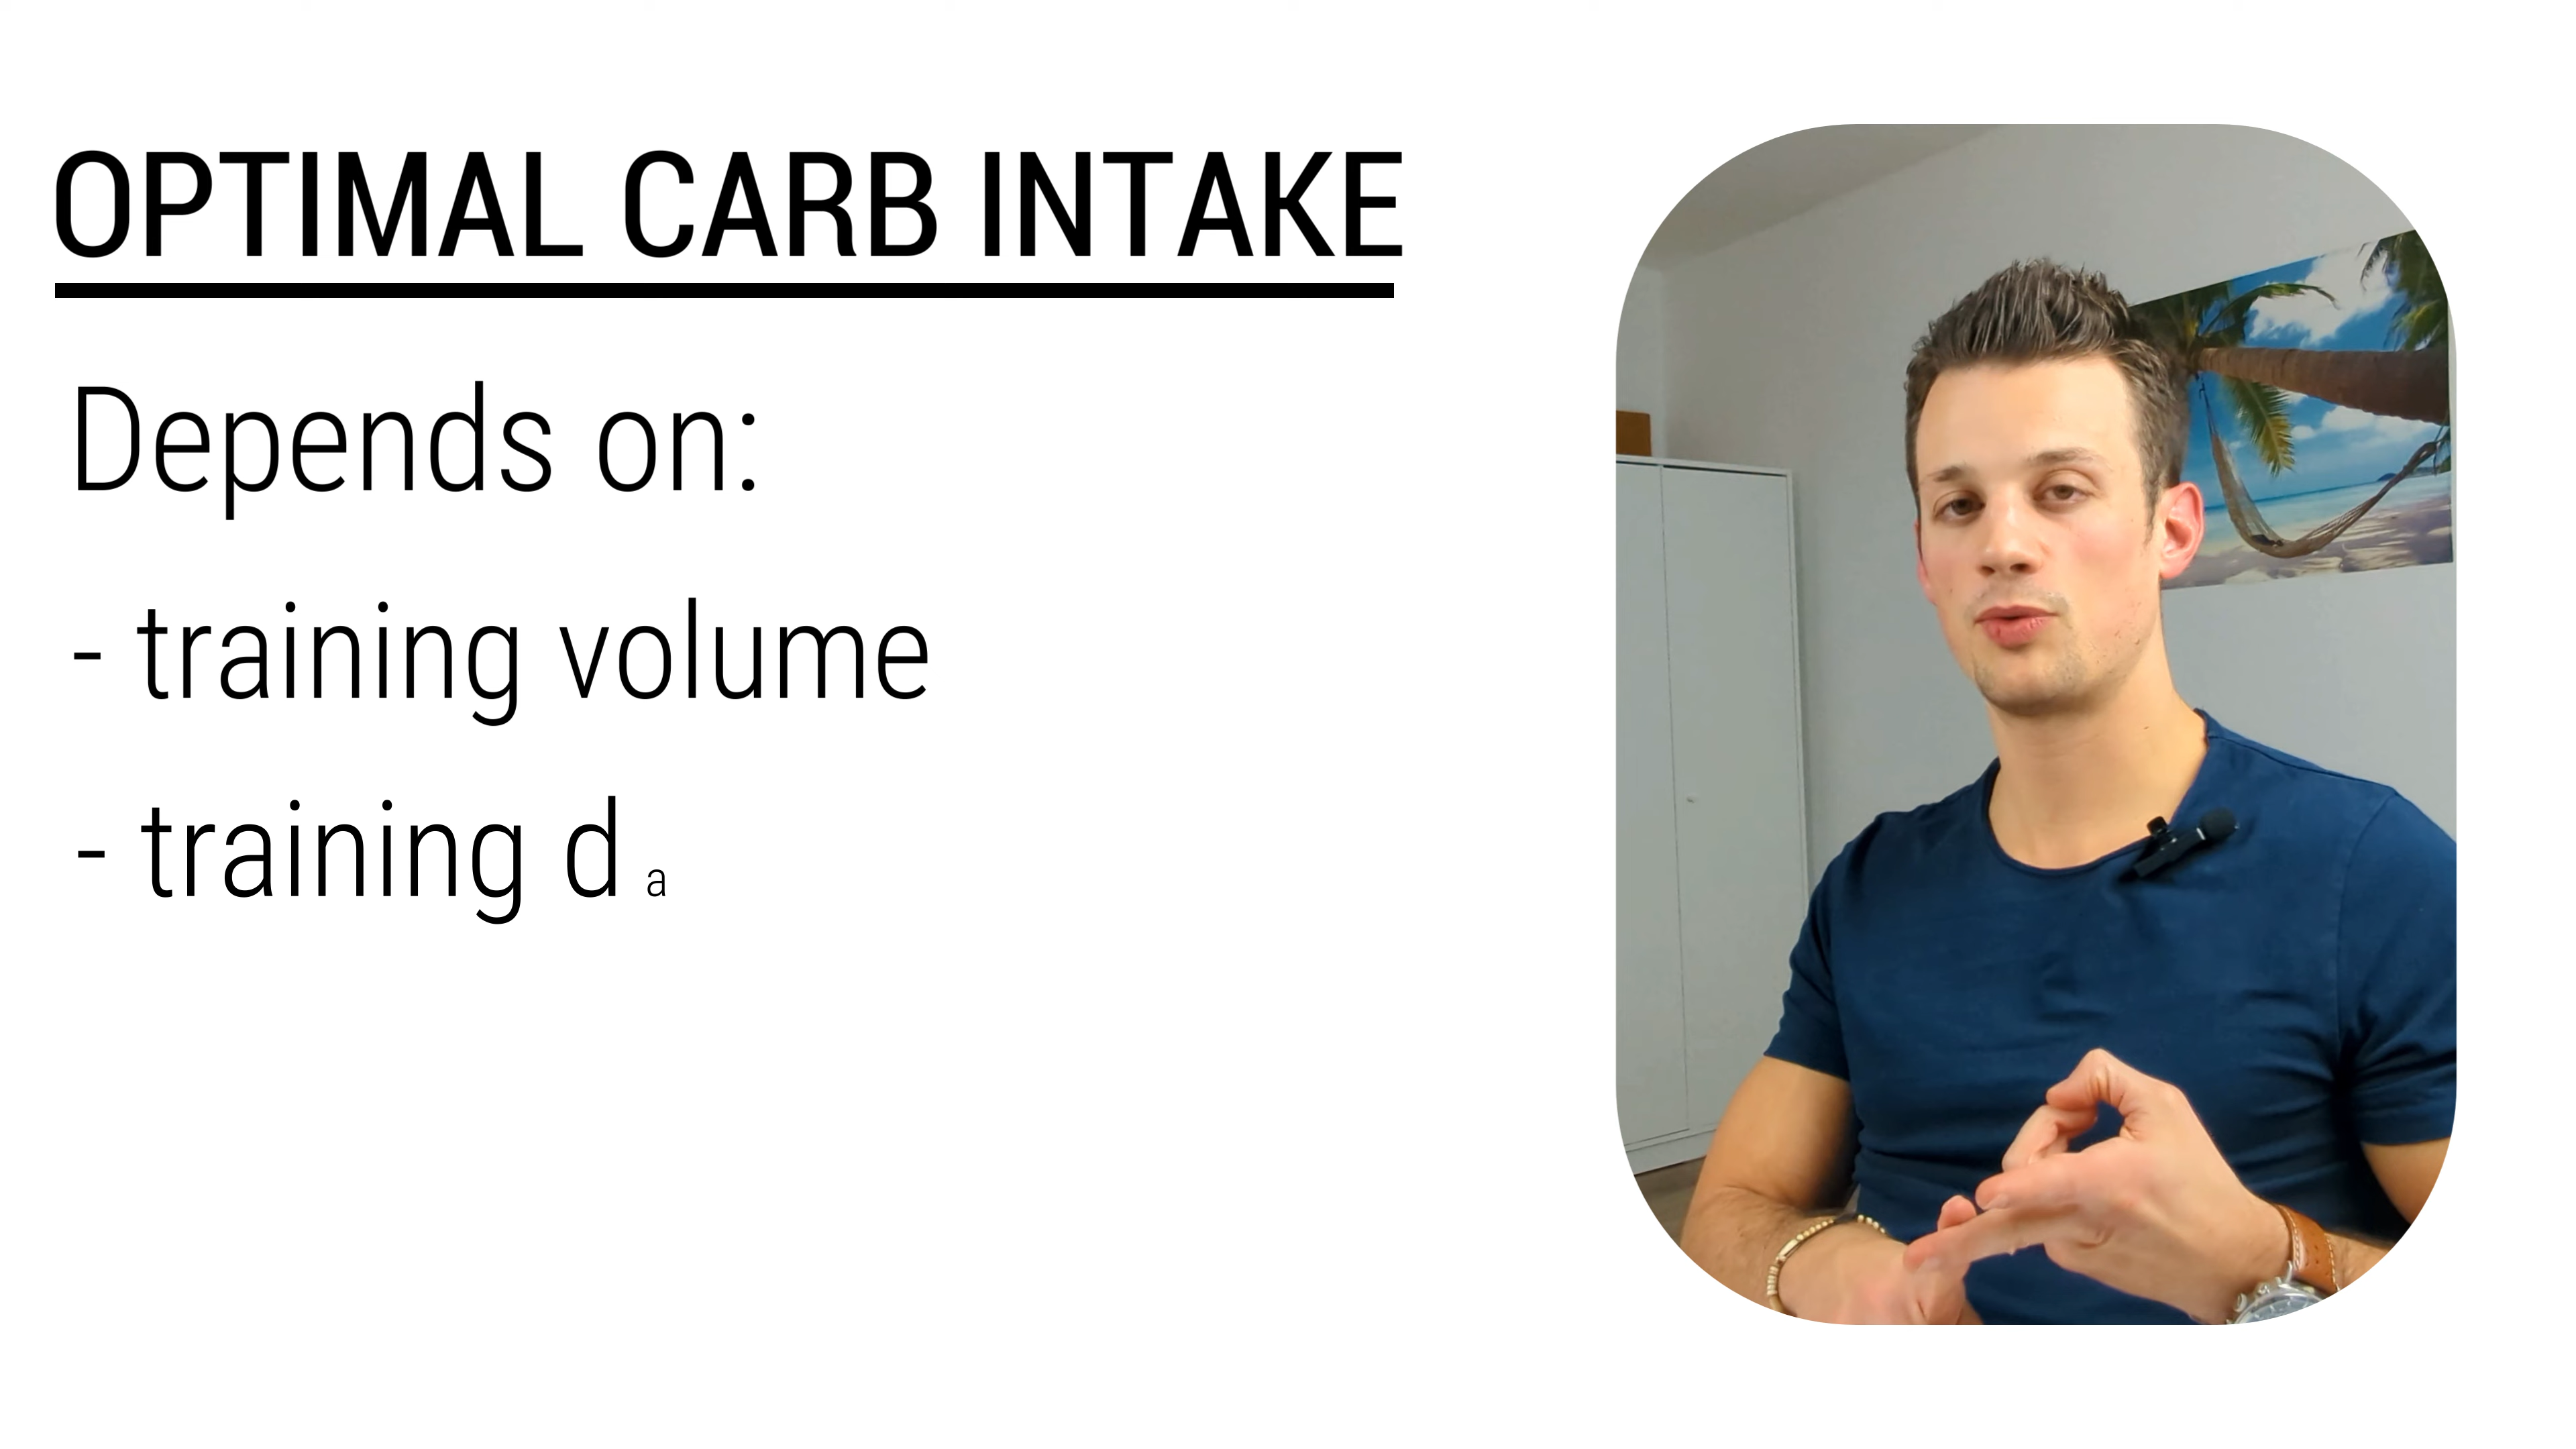 OPTIMAL CARB INTAKE
Depends on:
- training volume
- training d a